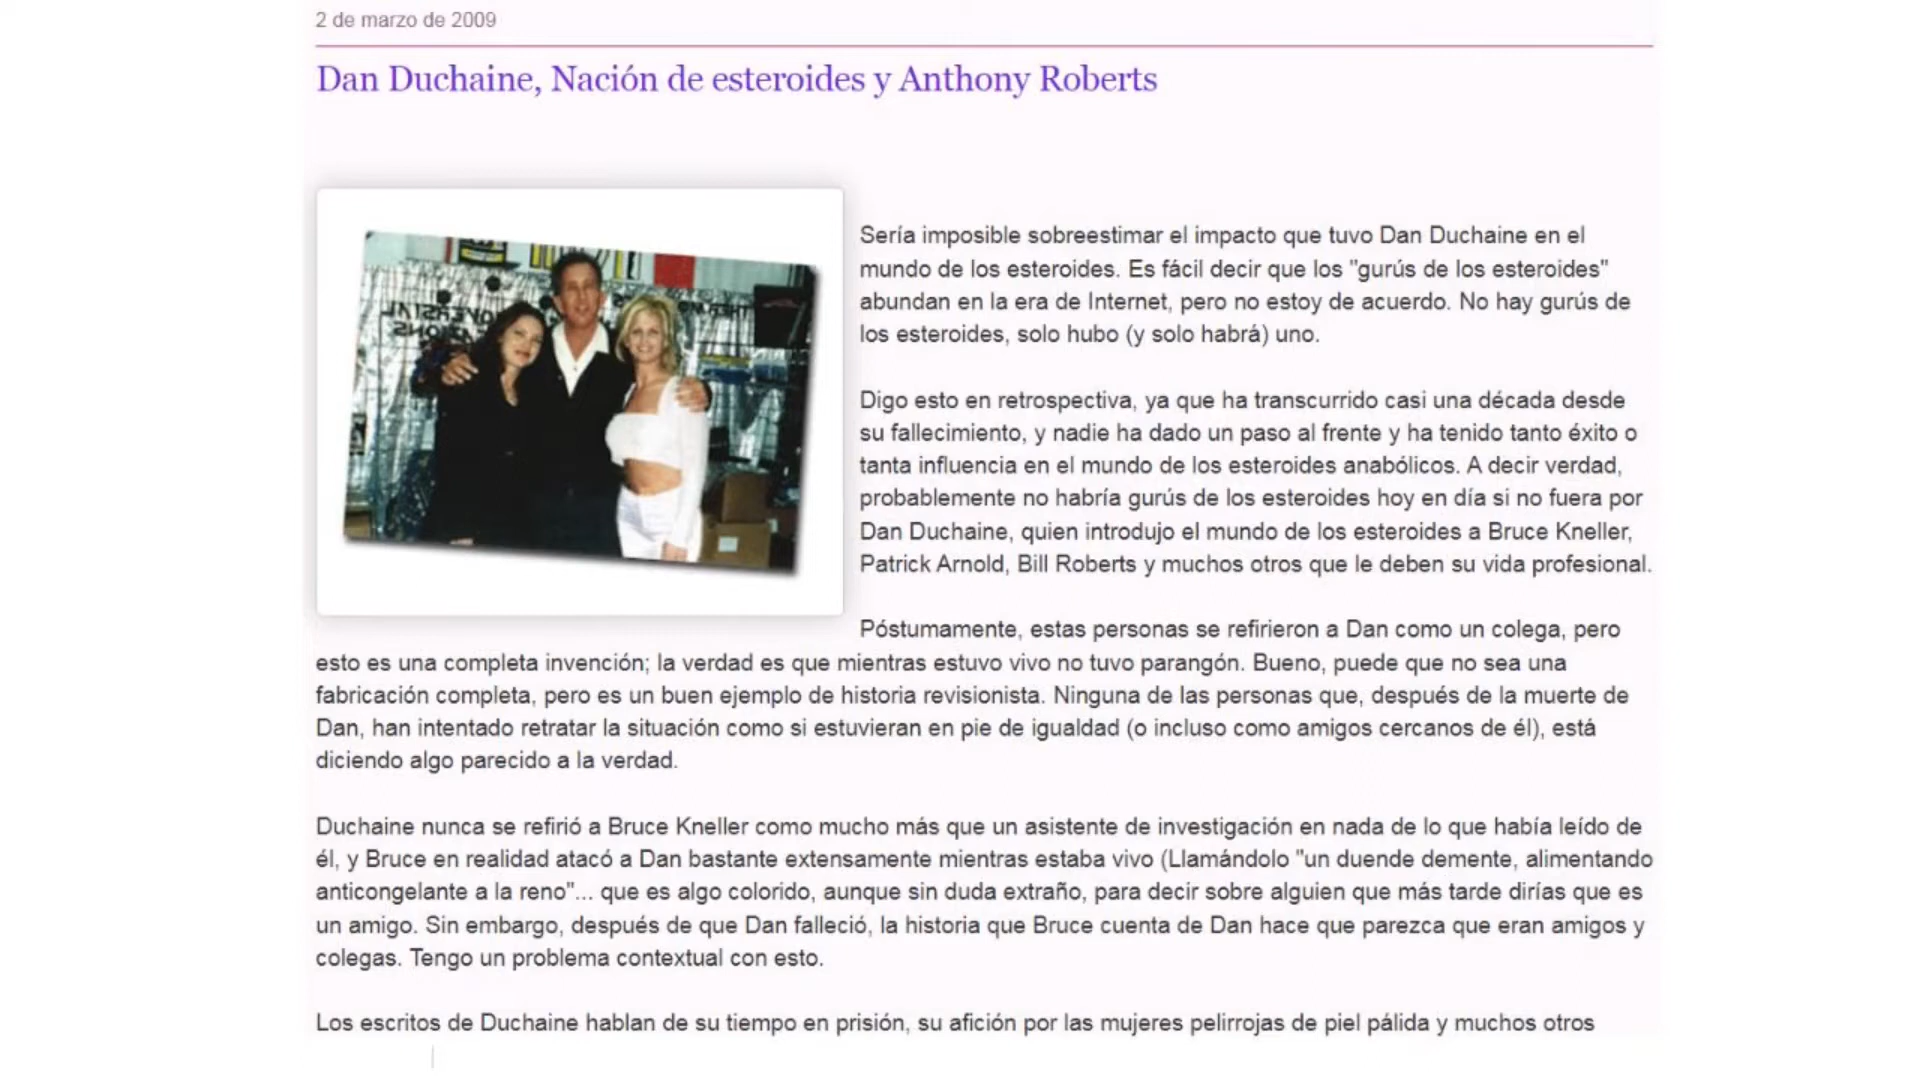 2 de marzo de 2009
Dan Duchaine, Nación de esteroides y Anthony Roberts
Sería imposible sobreestimar el impacto que tuvo Dan Duchaine en el
mundo de los esteroides. Es fácil decir que los "gurús de los esteroides"
abundan en la era de Internet, pero no estoy de acuerdo. No hay gurús de
los esteroides, solo hubo (y solo habrá) uno.
Digo esto en retrospectiva, ya que ha transcurrido casi una década desde
su fallecimiento, y nadie ha dado un paso al frente y ha tenido tanto éxito o
tanta influencia en el mundo de los esteroides anabólicos. A decir verdad,
probablemente no habría gurús de los esteroides hoy en día si no fuera por
Dan Duchaine, quien introdujo el mundo de los esteroides a Bruce Kneller,
Patrick Arnold, Bill Roberts y muchos otros que le deben su vida profesional.
Póstumamente, estas personas se refirieron a Dan como un colega, pero
esto es una completa invención; la verdad es que mientras estuvo vivo no tuvo parangón. Bueno, puede que no sea una
fabricación completa, pero es un buen ejemplo de historia revisionista. Ninguna de las personas que, después de la muerte de
Dan, han intentado retratar la situación como si estuvieran en pie de igualdad (o incluso como amigos cercanos de él), está
diciendo algo parecido a la verdad.
Duchaine nunca se refirió a Bruce Kneller como mucho más que un asistente de investigación en nada de lo que había leído de
él, y Bruce en realidad atacó a Dan bastante extensamente mientras estaba vivo (Llamándolo "un duende demente, alimentando
anticongelante a la reno"... que es algo colorido, aunque sin duda extraño, para decir sobre alguien que más tarde dirías que es
un amigo. Sin embargo, después de que Dan falleció, la historia que Bruce cuenta de Dan hace que parezca que eran amigos y
colegas. Tengo un problema contextual con esto.
Los escritos de Duchaine hablan de su tiempo en prisión, su afición por las mujeres pelirrojas de piel pálida y muchos otros